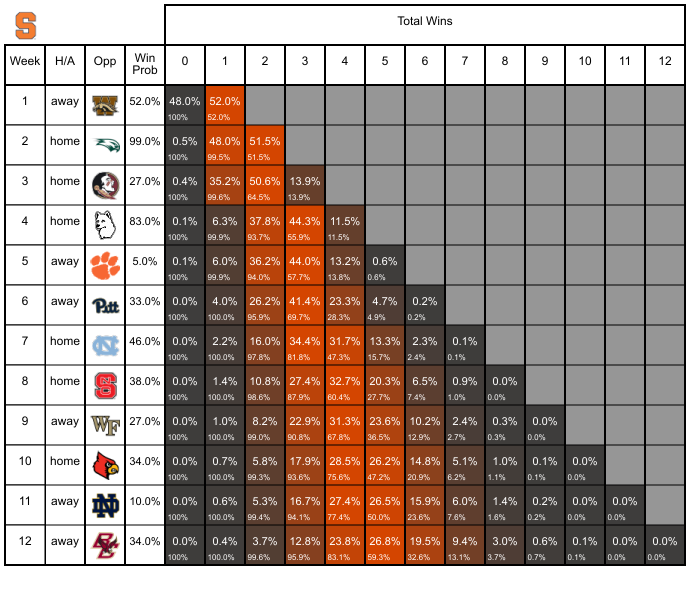 S
Total Wins
Week H/A Opp Win Prob 0 1 2 3 4 5 6 7 8 9 10 11 12
1 away W 52.0% 48.0% 52.0%
100% 52.0%
2 home 99.0% 0.5% 48.0% 51.5%
100% 99.5% 51.5%
3 home 27.0% 0.4% 35.2% 50.6% 13.9%
100% 99.6% 64.5% 13.9%
4 home 83.0% 0.1% 6.3% 37.8% 44.3% 11.5%
100% 99.9% 93.7% 55.9% 11.5%
5 away 5.0% 0.1% 6.0% 36.2% 44.0% 13.2% 0.6%
100% 99.9% 94.0% 57.7% 13.8% 0.6%
6 away Pitt 33.0% 0.0% 4.0% 26.2% 41.4% 23.3% 4.7% 0.2%
100% 100.0% 95.9% 69.7% 28.3% 4.9% 0.2%
7 home NC 46.0% 0.0% 2.2% 16.0% 34.4% 31.7% 13.3% 2.3% 0.1%
100% 100.0% 97.8% 81.8% 47.3% 15.7% 2.4% 0.1%
8 home S 38.0% 0.0% 1.4% 10.8% 27.4% 32.7% 20.3% 6.5% 0.9% 0.0%
100% 100.0% 98.6% 87.9% 60.4% 27.7% 7.4% 1.0% 0.0%
9 away WF 27.0% 0.0% 1.0% 8.2% 22.9% 31.3% 23.6% 10.2% 2.4% 0.3% 0.0%
100% 100.0% 99.0% 90.8% 67.8% 36.5% 12.9% 2.7% 0.3% 0.0%
10 home 34.0% 0.0% 0.7% 5.8% 17.9% 28.5% 26.2% 14.8% 5.1% 1.0% 0.1% 0.0%
100% 100.0% 99.3% 93.6% 75.6% 47.2% 20.9% 6.2% 1.1% 0.1% 0.0%
11 away ND 10.0% 0.0% 0.6% 5.3% 16.7% 27.4% 26.5% 15.9% 6.0% 1.4% 0.2% 0.0% 0.0%
100% 100.0% 99.4% 94.1% 77.4% 50.0% 23.6% 7.6% 1.6% 0.2% 0.0% 0.0%
12 away BC 34.0% 0.0% 0.4% 3.7% 12.8% 23.8% 26.8% 19.5% 9.4% 3.0% 0.6% 0.1% 0.0% 0.0%
100% 100.0% 99.6% 95.9% 83.1% 59.3% 32.6% 13.1% 3.7% 0.7% 0.1% 0.0% 0.0%